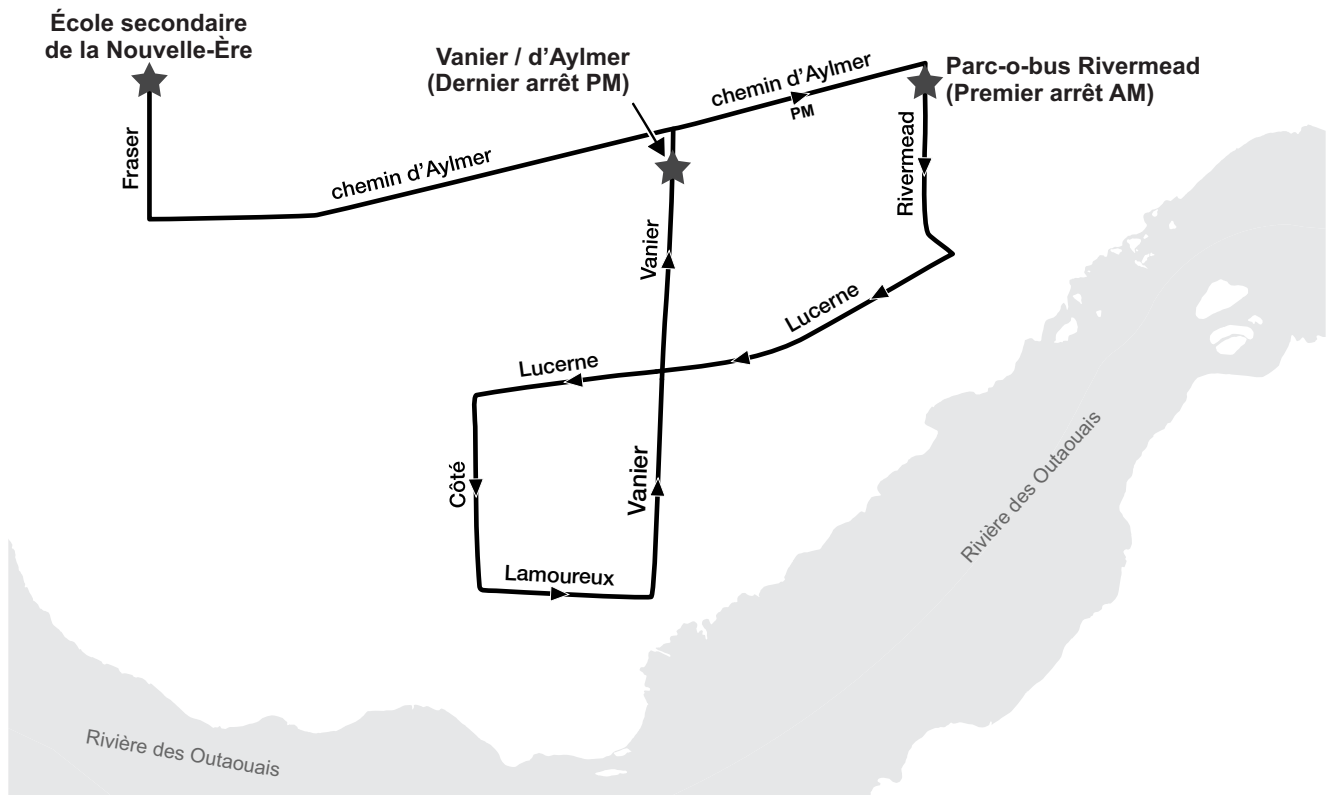 École secondaire
de la Nouvelle-Ère
Vanier / d'Aylmer
(Dernier arrêt PM)
chemin d'Aylmer
PM
Parc-o-bus Rivermead
(Premier arrêt AM)
Fraser
chemin d'Aylmer
Rivermead
Vanier
Lucerne
Lucerne
Côté
Vanier
Lamoureux
Rivière des Outaouais
Rivière des Outaouais